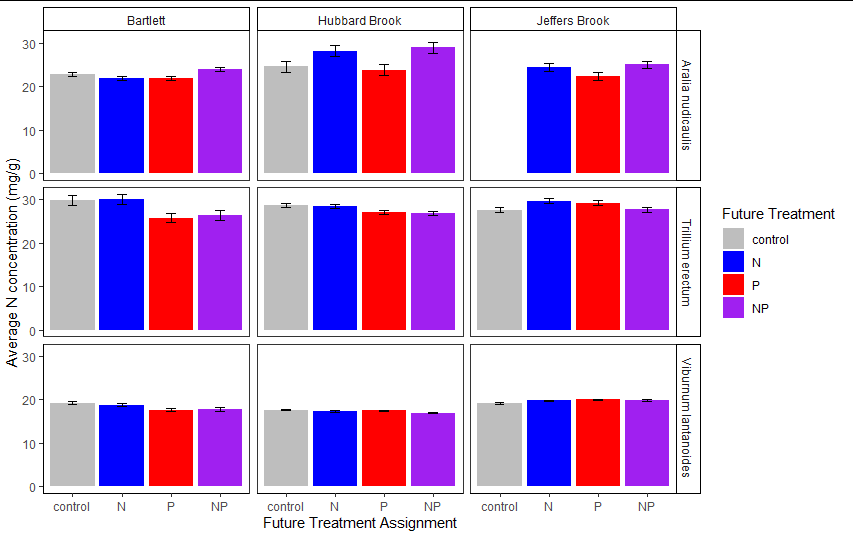 Bartlett
Hubbard Brook
Jeffers Brook
Average N concentration (mg/g)
30
20
10
0
Aralia nudicaulis
30
20
10
0
Trillium erectum
30
20
10
0
Viburnum lantanoides
control N P NP
control N P NP
control N P NP
Future Treatment Assignment
Future Treatment
control
N
P
NP